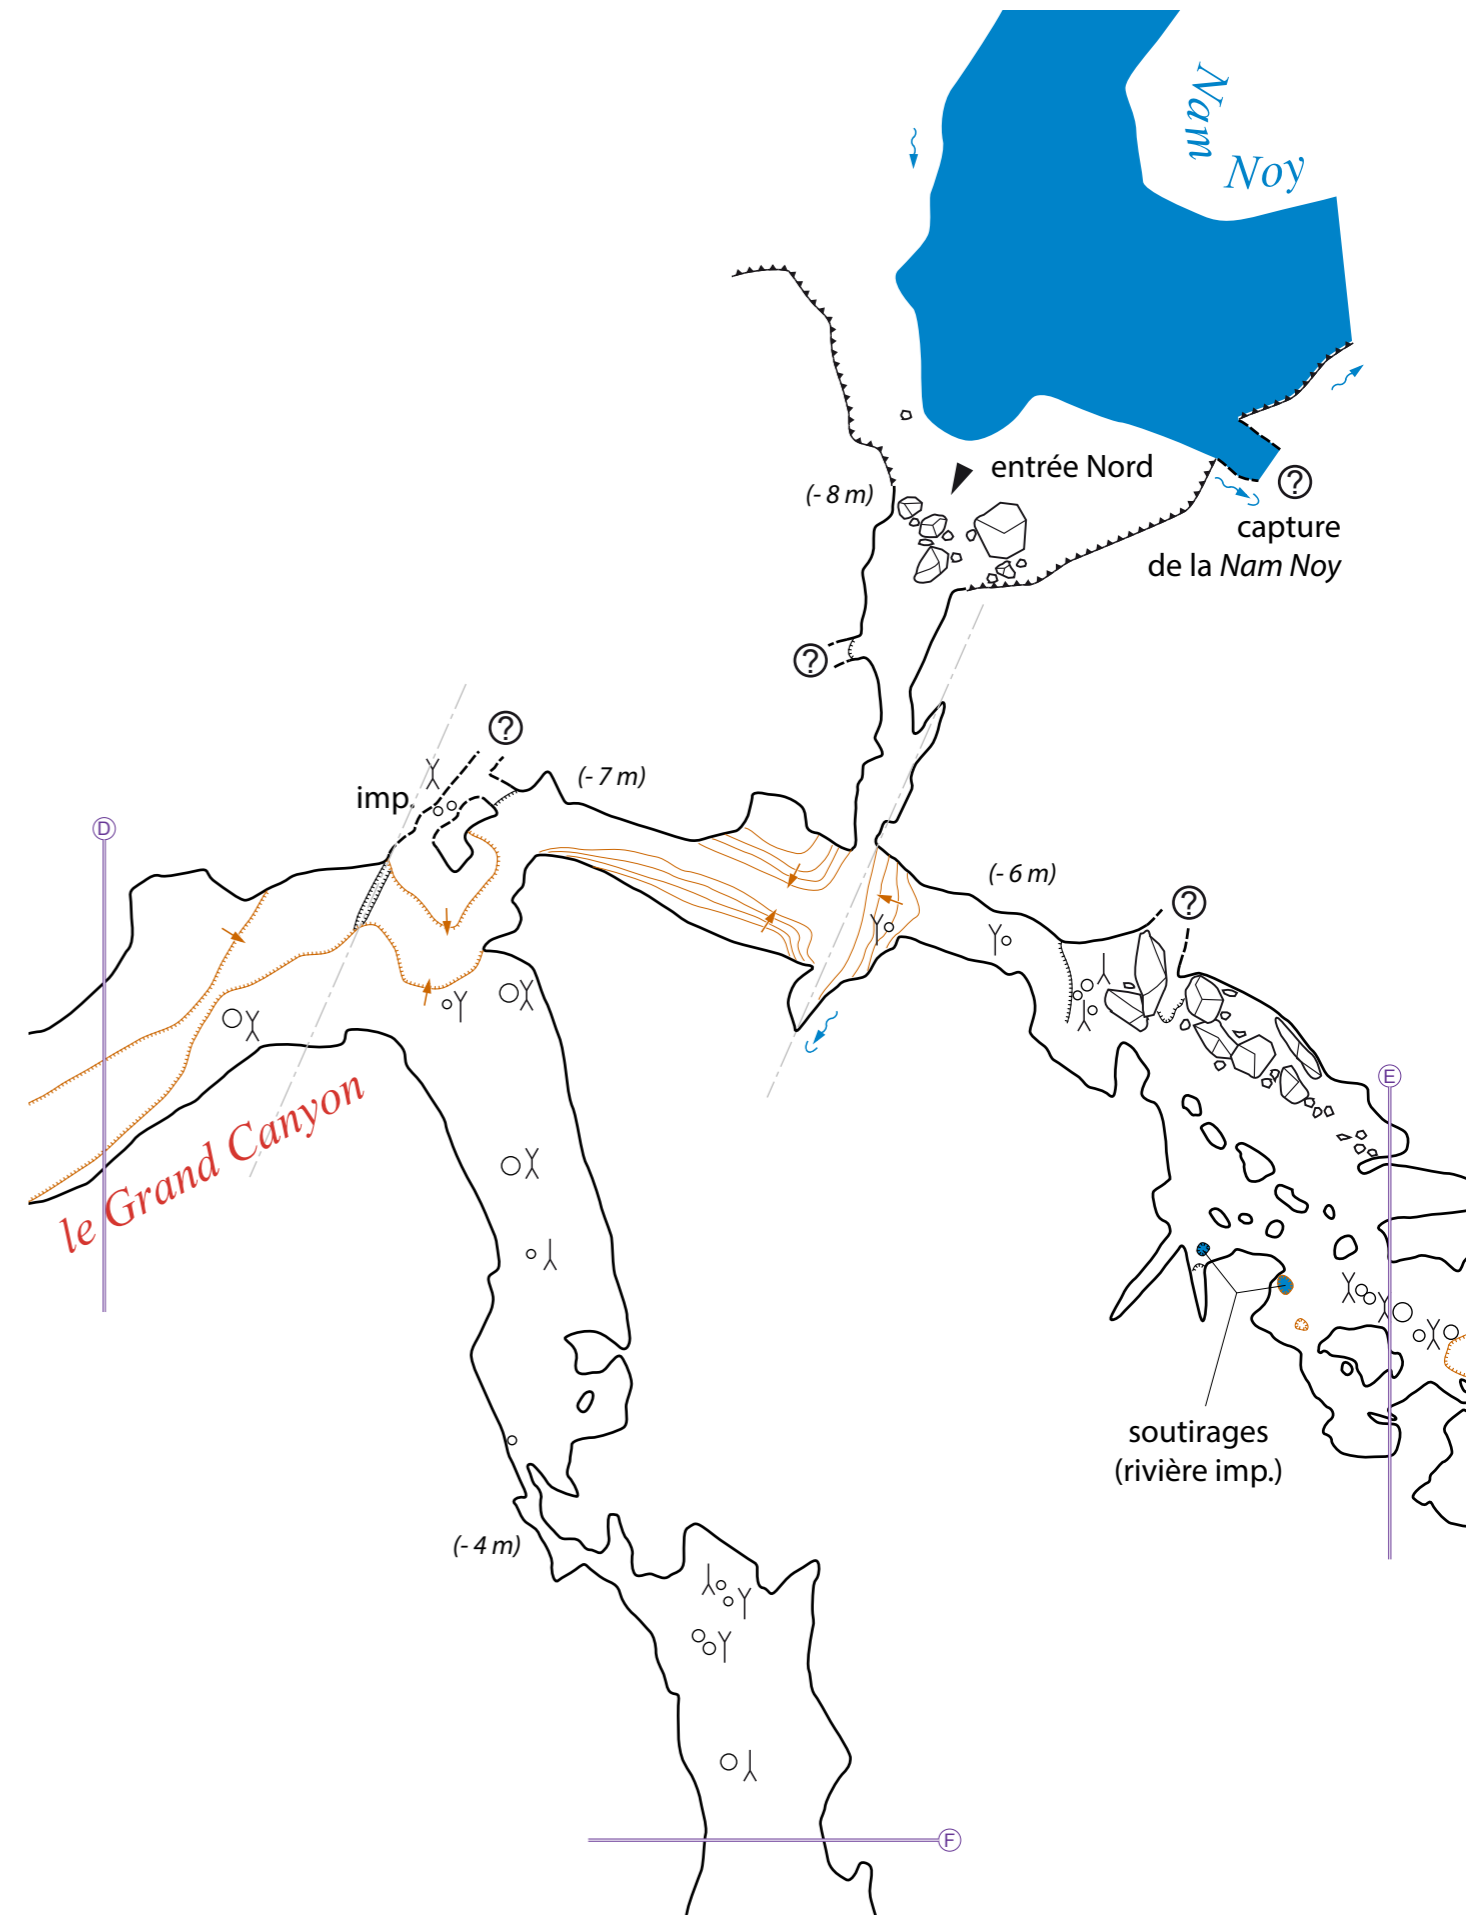 Nam
Noy
entrée Nord
(- 8 m)
?
capture
de la Nam Noy
?
?
(- 7 m)
imp.
D
(- 6 m)
?
E
le Grand Canyon
soutirages
(rivière imp.)
(- 4 m)
F